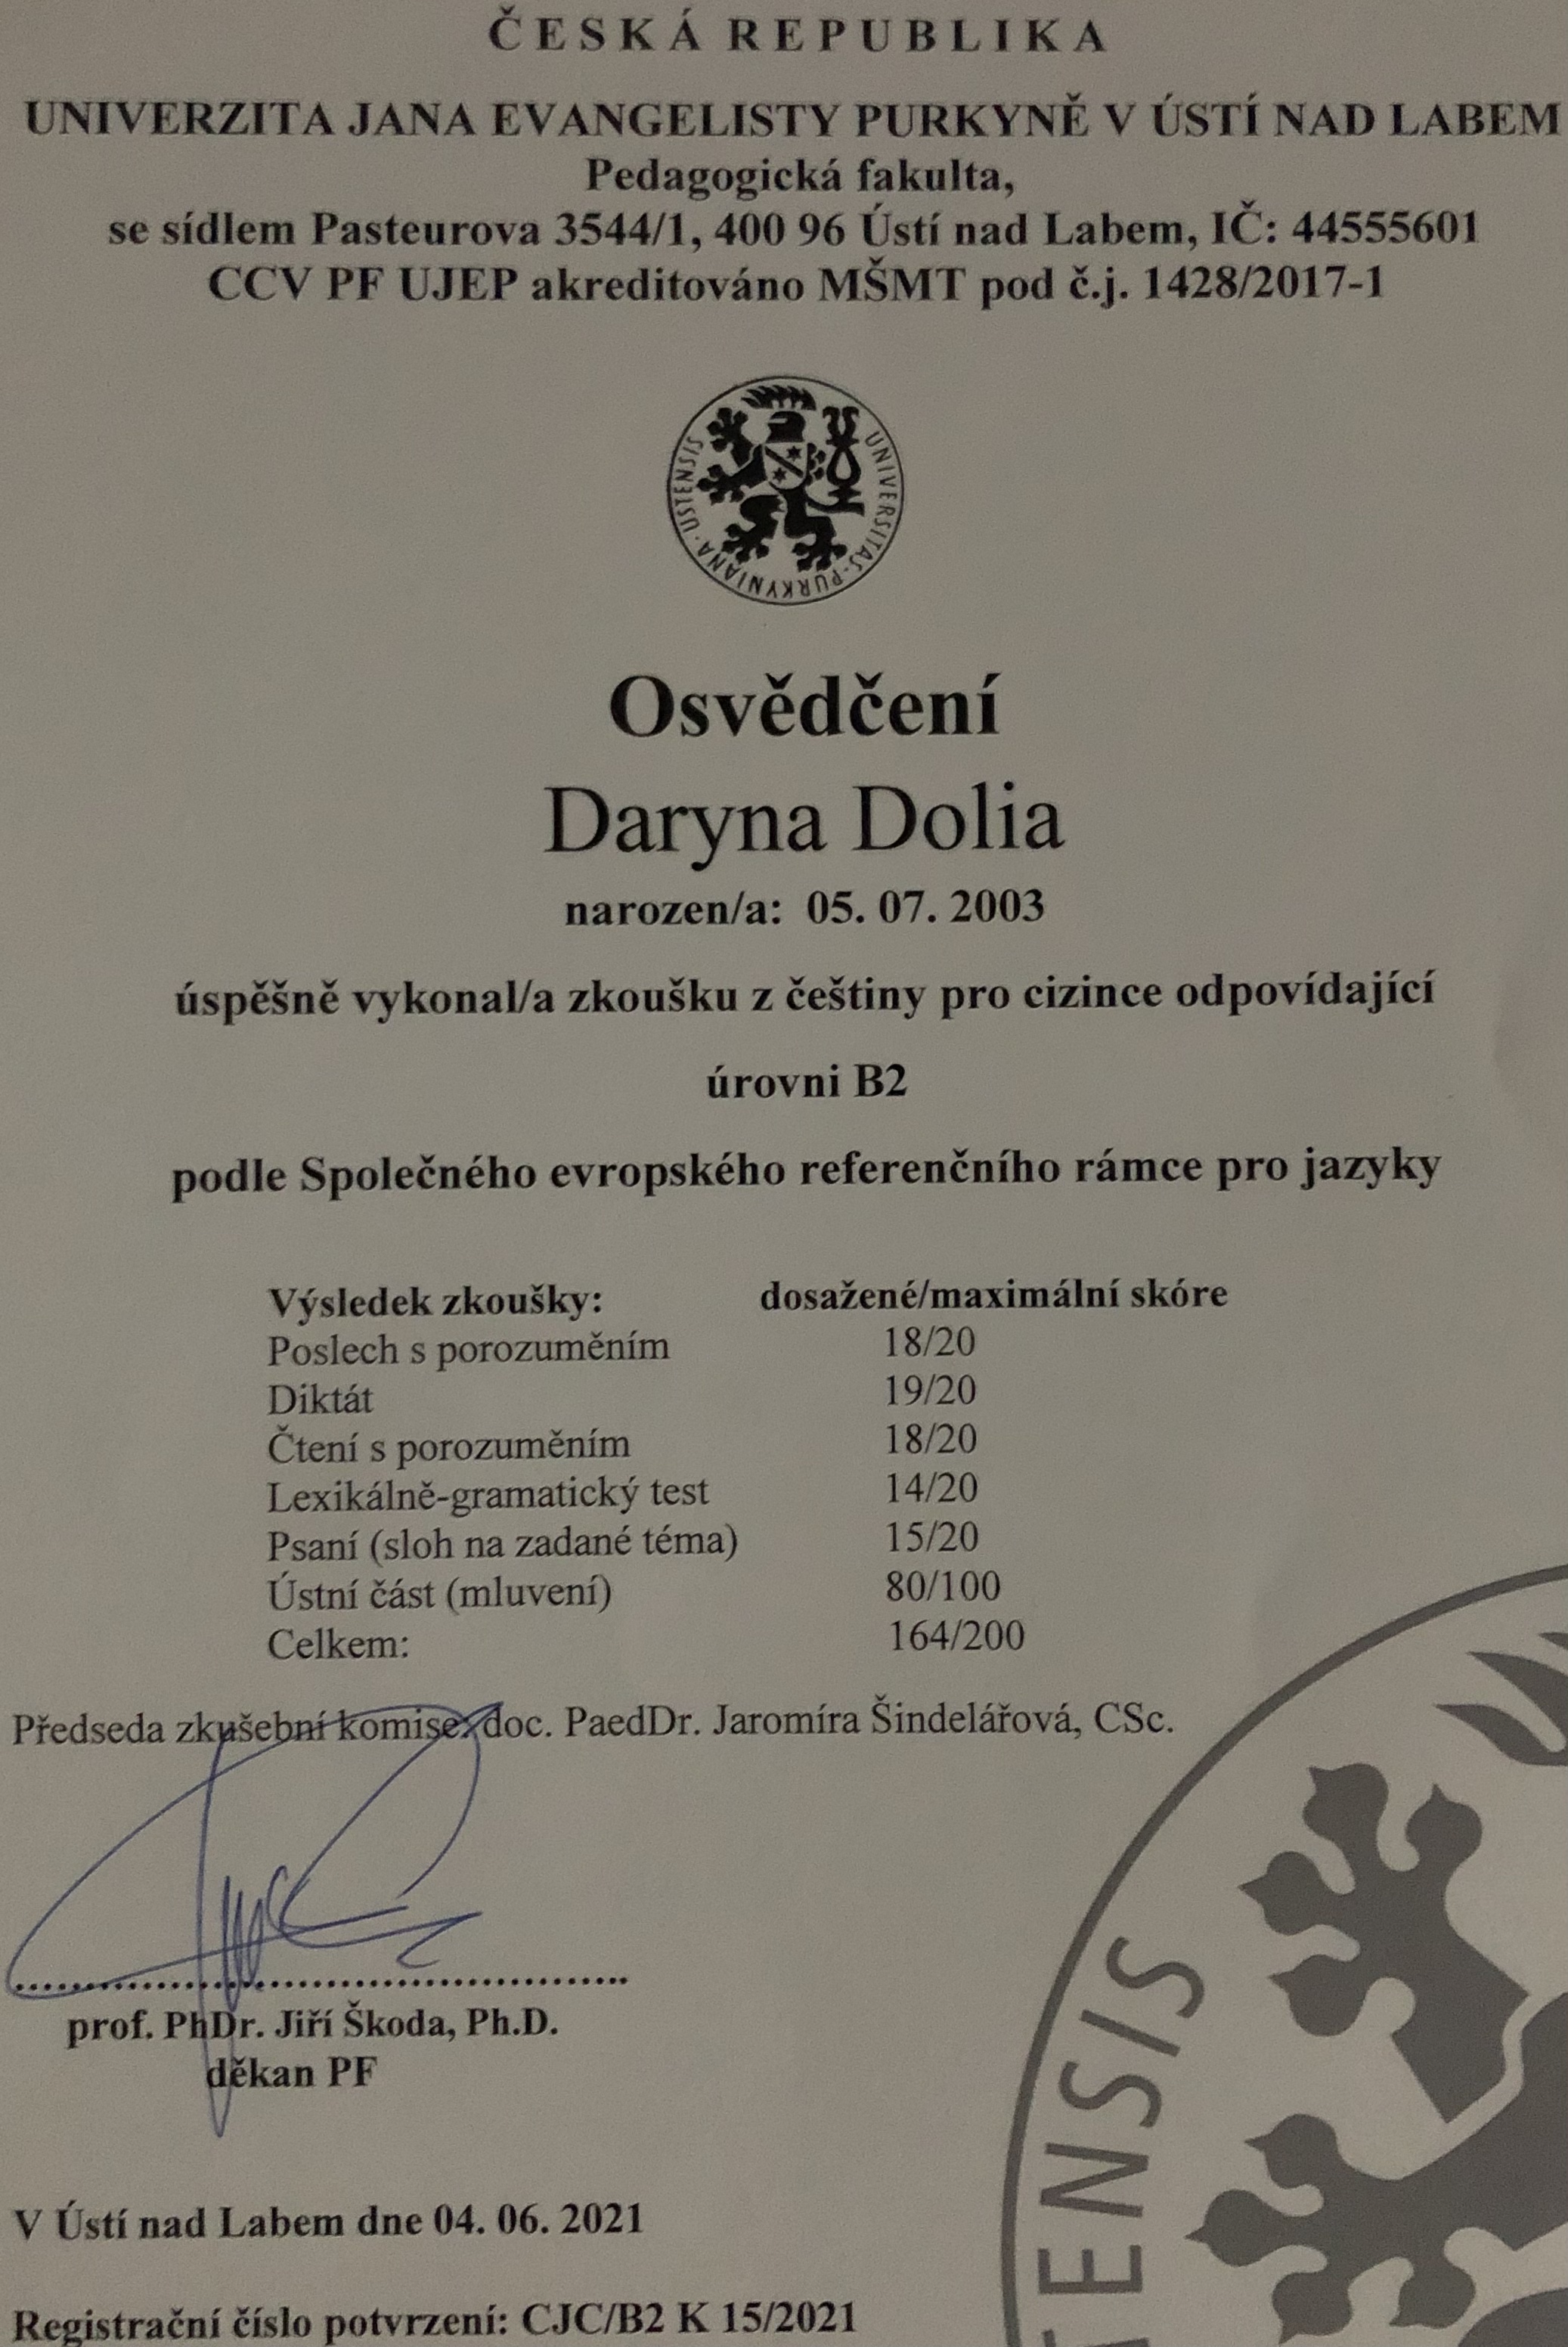 ČESKÁ REPUBLIKA
UNIVERZITA JANA EVANGELISTY PURKYNĚ V ÚSTÍ NAD LABEM
Pedagogická fakulta,
se sídlem Pasteurova 3544/1, 400 96 Ústí nad Labem, IČ: 44555601
CCV PF UJEP akreditováno MŠMT pod č.j. 1428/2017-1
UNIVERSITAS · PURKYNIANA · USTENSIS
Osvědčení
Daryna Dolia
narozen/a: 05. 07. 2003
úspěšně vykonal/a zkoušku z češtiny pro cizince odpovídající
úrovni B2
podle Společného evropského referenčního rámce pro jazyky
Výsledek zkoušky: dosažené/maximální skóre
Poslech s porozuměním 18/20
Diktát 19/20
Čtení s porozuměním 18/20
Lexikálně-gramatický test 14/20
Psaní (sloh na zadané téma) 15/20
Ústní část (mluvení) 80/100
Celkem: 164/200
Předseda zkušební komise: doc. PaedDr. Jaromíra Šindelářová, CSc.
prof. PhDr. Jiří Škoda, Ph.D.
děkan PF
V Ústí nad Labem dne 04. 06. 2021
Registrační číslo potvrzení: CJC/B2 K 15/2021
ENSIS